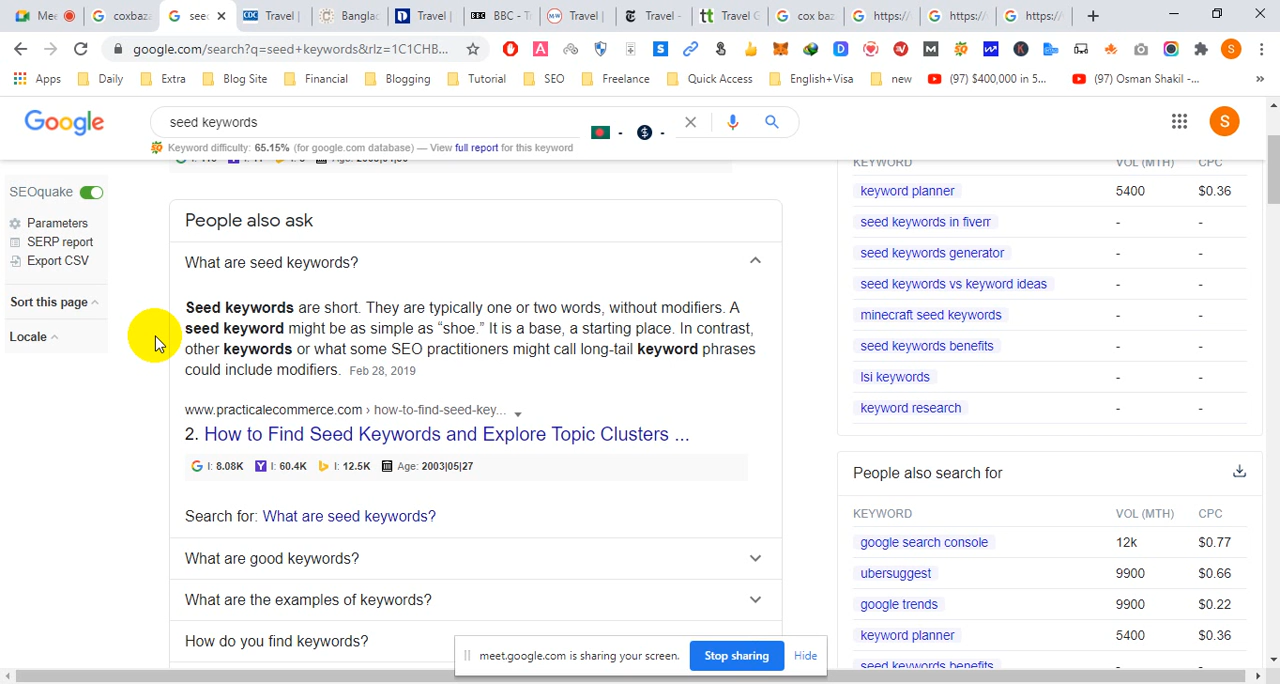 Mee
coxbaz
see
CDC Travel |
Bangla
Travel |
BBC - T
Travel |
Travel -
Travel G
cox baz
https:/
https:/
https:/
google.com/search?q=seed+keywords&rlz=1C1CHB...
S
Apps
Daily
Extra
Blog Site
Financial
Blogging
Tutorial
SEO
Freelance
Quick Access
English+Visa
new
(97) $400,000 in 5...
(97) Osman Shakil -...
»
Google
seed keywords
S
Keyword difficulty: 65.15% (for google.com database) — View full report for this keyword
SEOquake
Parameters
SERP report
Export CSV
Sort this page
Locale
People also ask
What are seed keywords?
Seed keywords are short. They are typically one or two words, without modifiers. A
seed keyword might be as simple as “shoe.” It is a base, a starting place. In contrast,
other keywords or what some SEO practitioners might call long-tail keyword phrases
could include modifiers. Feb 28, 2019
www.practicalecommerce.com › how-to-find-seed-key...
2. How to Find Seed Keywords and Explore Topic Clusters ...
I: 8.08K I: 60.4K I: 12.5K Age: 2003|05|27
Search for: What are seed keywords?
What are good keywords?
What are the examples of keywords?
How do you find keywords?
KEYWORD VOL (MTH) CPC
keyword planner 5400 $0.36
seed keywords in fiverr - -
seed keywords generator - -
seed keywords vs keyword ideas - -
minecraft seed keywords - -
seed keywords benefits - -
lsi keywords - -
keyword research - -
People also search for
KEYWORD VOL (MTH) CPC
google search console 12k $0.77
ubersuggest 9900 $0.66
google trends 9900 $0.22
keyword planner 5400 $0.36
seed keywords benefits - -
meet.google.com is sharing your screen. Stop sharing Hide